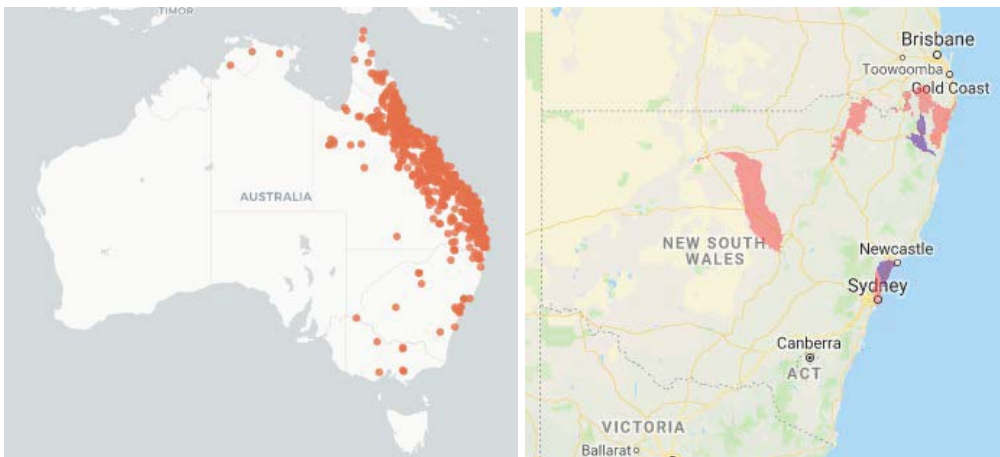 TIMOR
AUSTRALIA
Brisbane
Toowoomba
Gold Coast
NEW SOUTH
WALES
Newcastle
Sydney
Canberra
ACT
VICTORIA
Ballarat